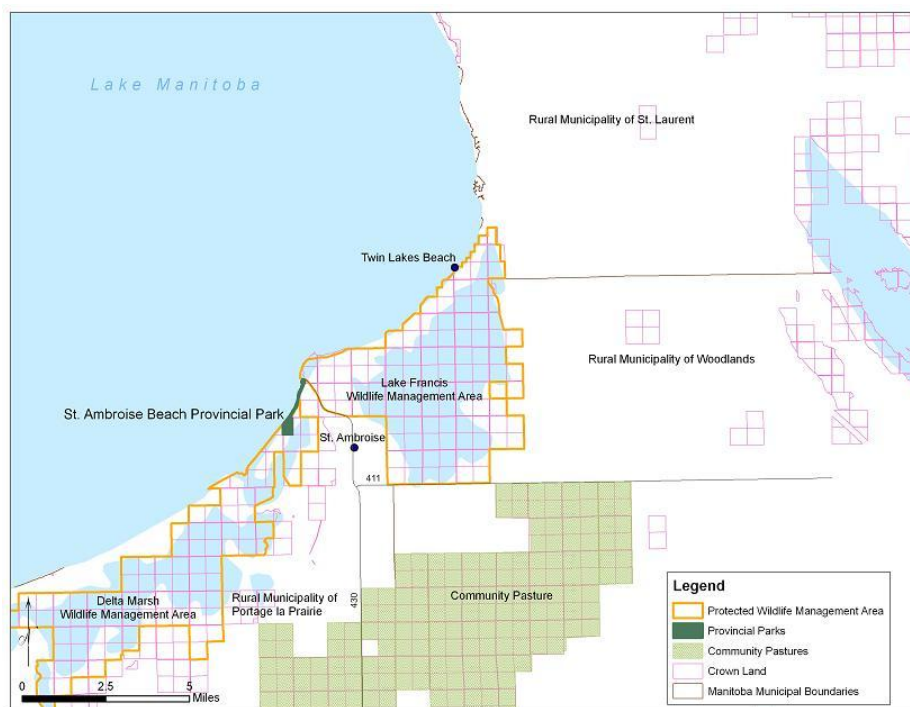 Lake Manitoba
Rural Municipality of St. Laurent
Twin Lakes Beach
Rural Municipality of Woodlands
Lake Francis
Wildlife Management Area
St. Ambroise Beach Provincial Park
St. Ambroise
411
Delta Marsh
Wildlife Management Area
Rural Municipality of
Portage la Prairie
430
Community Pasture
Legend
Protected Wildlife Management Area
Provincial Parks
Community Pastures
Crown Land
Manitoba Municipal Boundaries
0 2.5 5
Miles